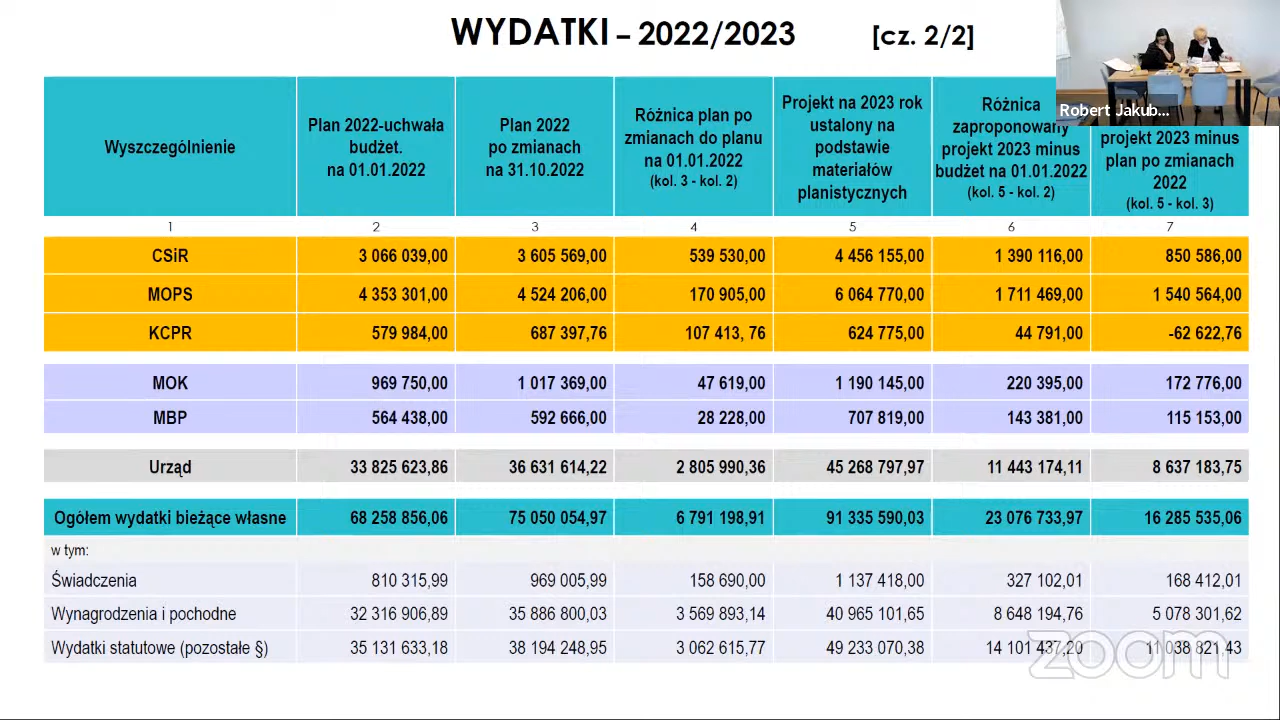 WYDATKI – 2022/2023 [cz. 2/2]
Robert Jakub...
Wyszczególnienie
Plan 2022-uchwała
budżet.
na 01.01.2022
Plan 2022
po zmianach
na 31.10.2022
Różnica plan po
zmianach do planu
na 01.01.2022
(kol. 3 - kol. 2)
Projekt na 2023 rok
ustalony na
podstawie
materiałów
planistycznych
Różnica
zaproponowany
projekt 2023 minus
budżet na 01.01.2022
(kol. 5 - kol. 2)
projekt 2023 minus
plan po zmianach
2022
(kol. 5 - kol. 3)
1 2 3 4 5 6 7
CSiR 3 066 039,00 3 605 569,00 539 530,00 4 456 155,00 1 390 116,00 850 586,00
MOPS 4 353 301,00 4 524 206,00 170 905,00 6 064 770,00 1 711 469,00 1 540 564,00
KCPR 579 984,00 687 397,76 107 413, 76 624 775,00 44 791,00 -62 622,76
MOK 969 750,00 1 017 369,00 47 619,00 1 190 145,00 220 395,00 172 776,00
MBP 564 438,00 592 666,00 28 228,00 707 819,00 143 381,00 115 153,00
Urząd 33 825 623,86 36 631 614,22 2 805 990,36 45 268 797,97 11 443 174,11 8 637 183,75
Ogółem wydatki bieżące własne 68 258 856,06 75 050 054,97 6 791 198,91 91 335 590,03 23 076 733,97 16 285 535,06
w tym:
Świadczenia 810 315,99 969 005,99 158 690,00 1 137 418,00 327 102,01 168 412,01
Wynagrodzenia i pochodne 32 316 906,89 35 886 800,03 3 569 893,14 40 965 101,65 8 648 194,76 5 078 301,62
Wydatki statutowe (pozostałe §) 35 131 633,18 38 194 248,95 3 062 615,77 49 233 070,38 14 101 437,20 11 038 821,43
zoom